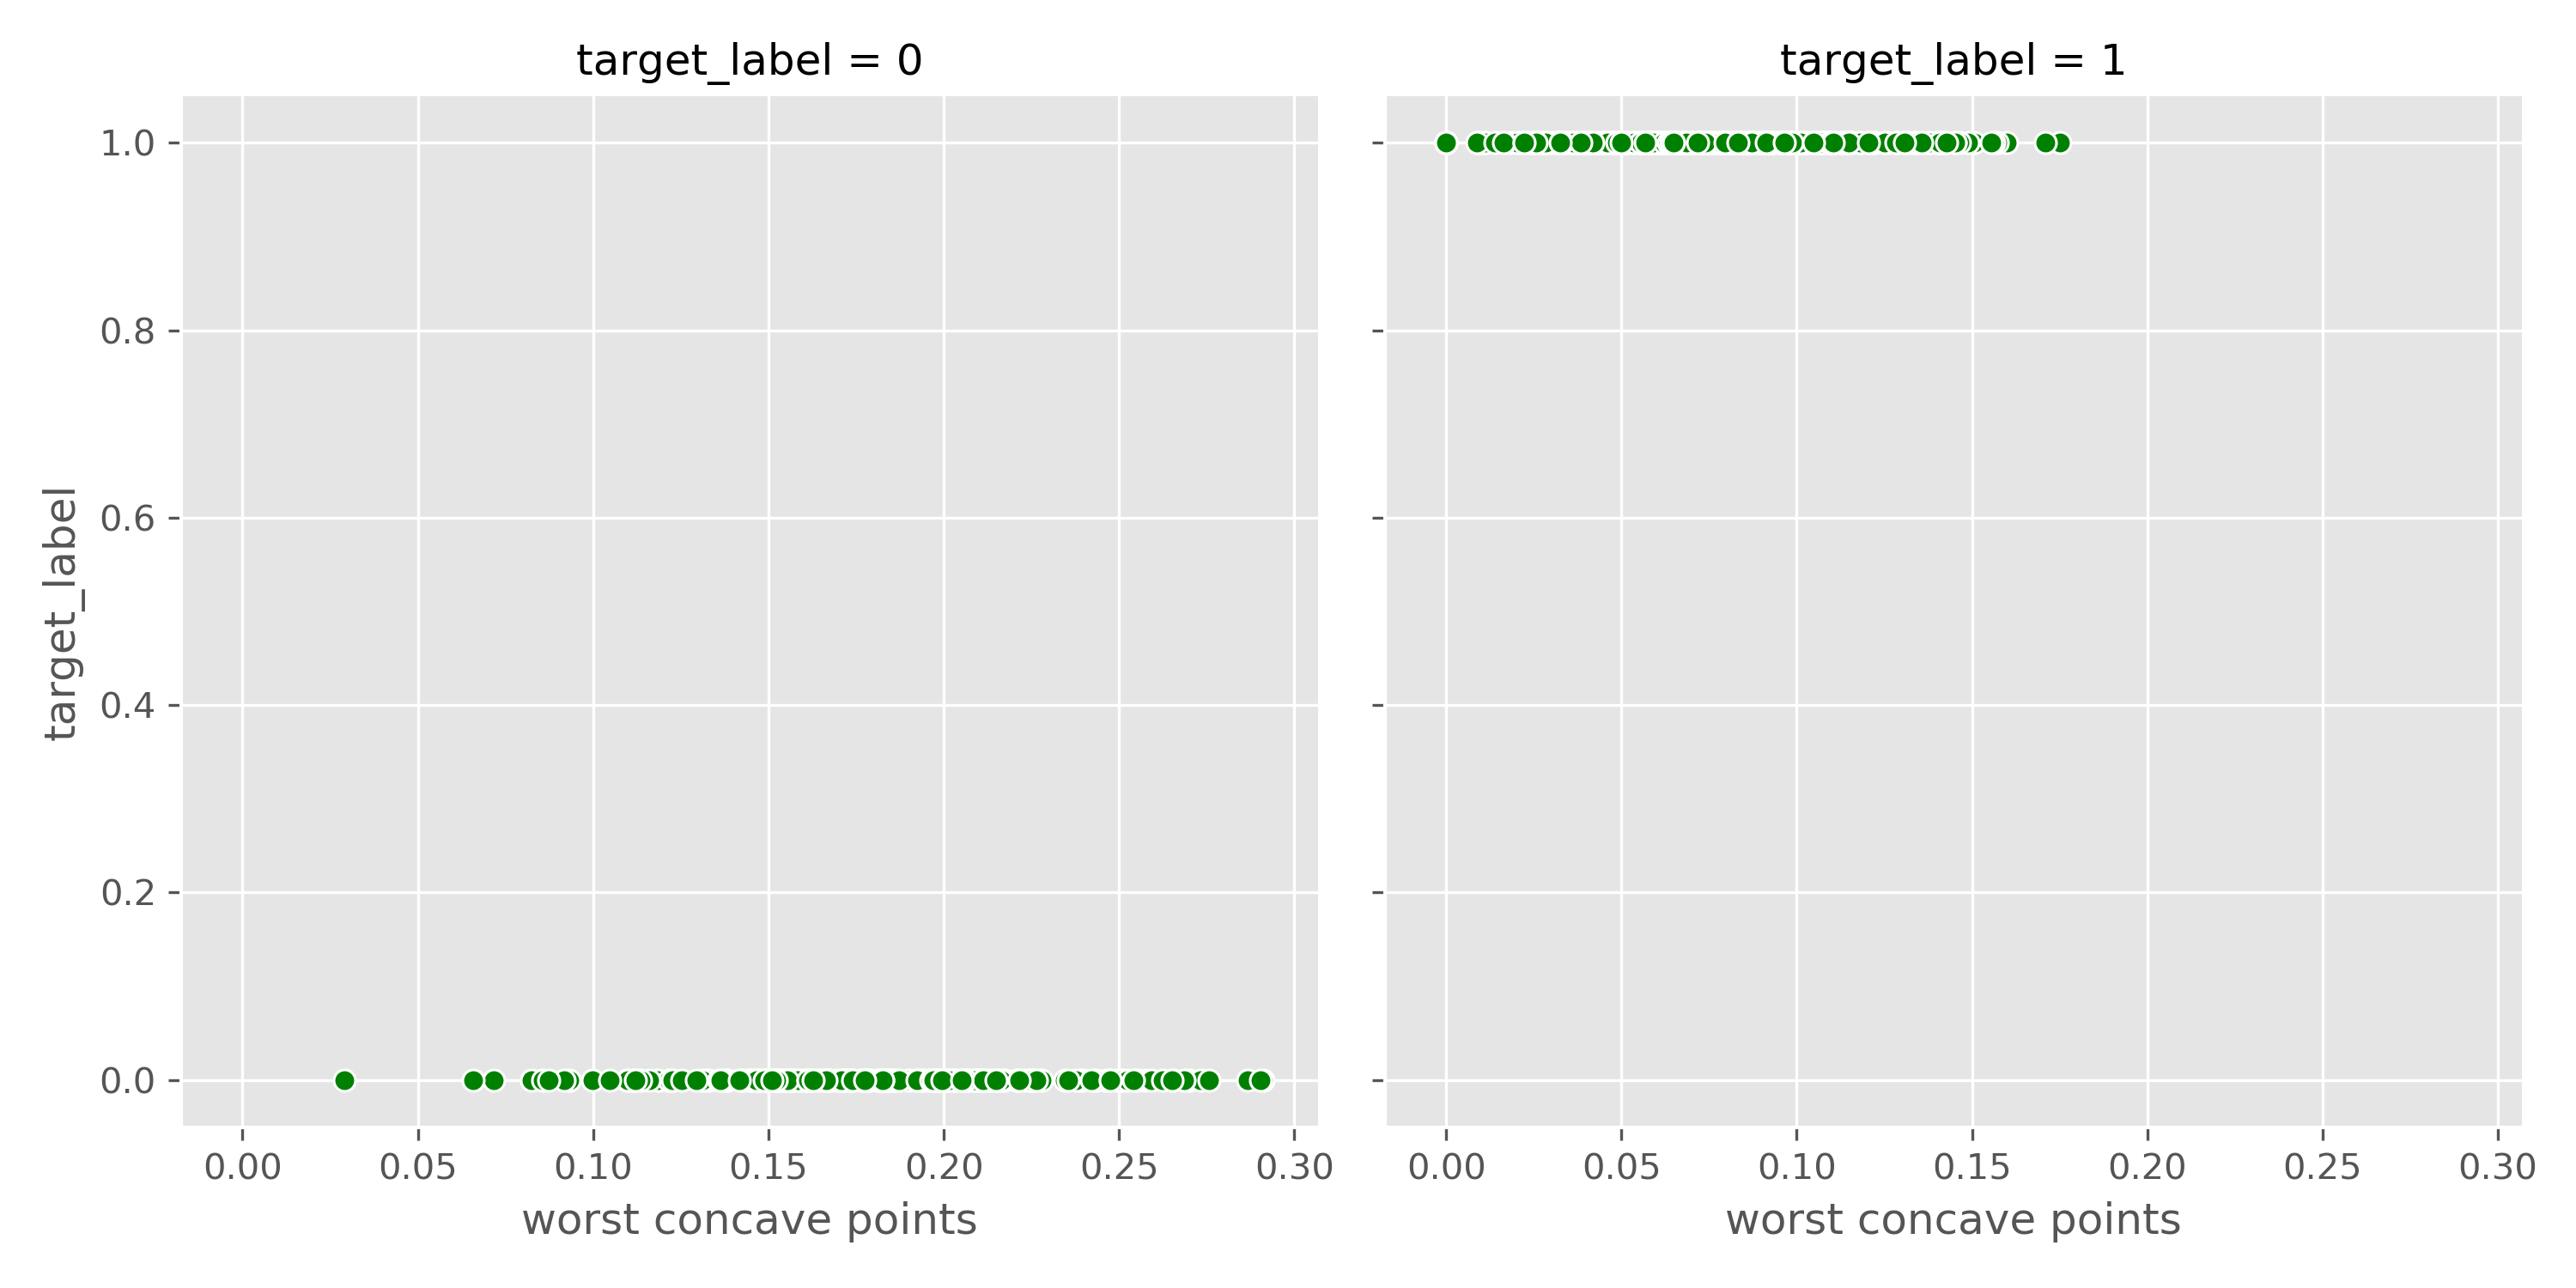 target_label = 0
target_label = 1
target_label
1.0
0.8
0.6
0.4
0.2
0.0
0.00 0.05 0.10 0.15 0.20 0.25 0.30
0.00 0.05 0.10 0.15 0.20 0.25 0.30
worst concave points
worst concave points